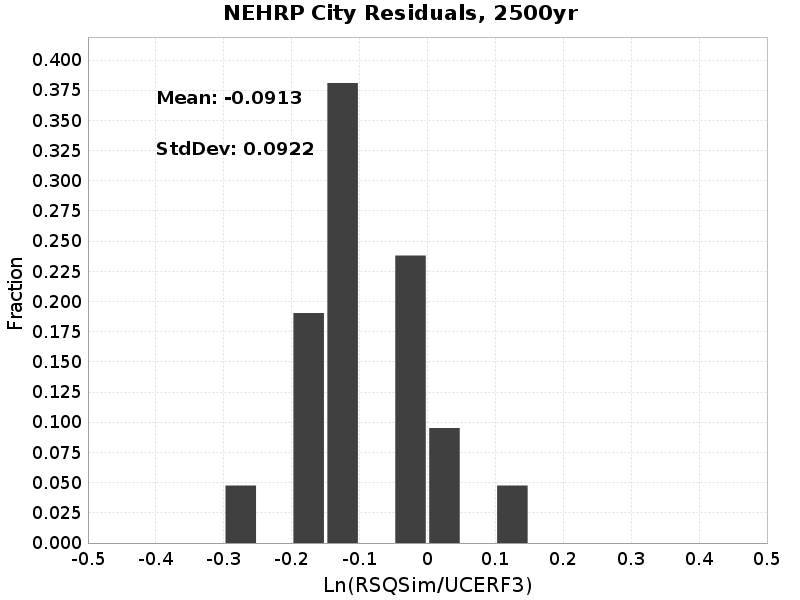 NEHRP City Residuals, 2500yr
0.400
0.375
0.350
0.325
0.300
0.275
0.250
0.225
0.200
0.175
0.150
0.125
0.100
0.075
0.050
0.025
0.000
Fraction
Mean: -0.0913
StdDev: 0.0922
-0.5 -0.4 -0.3 -0.2 -0.1 0 0.1 0.2 0.3 0.4 0.5
Ln(RSQSim/UCERF3)